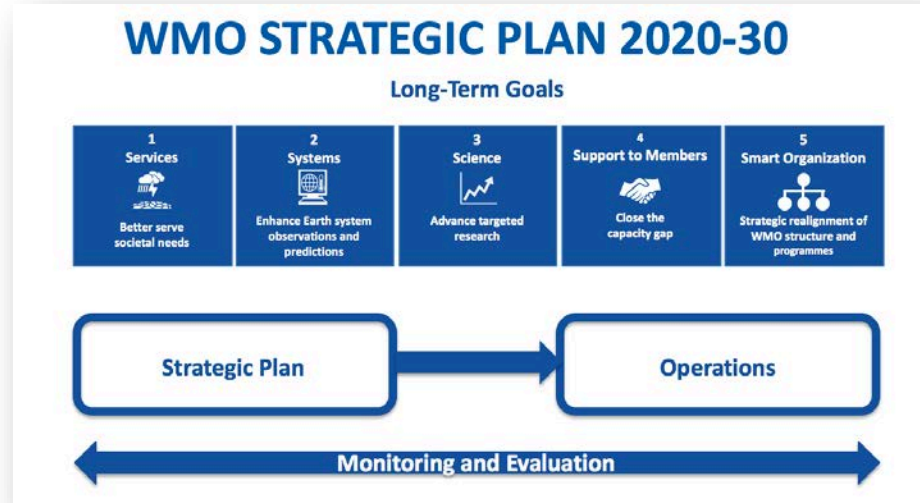 WMO STRATEGIC PLAN 2020-30
Long-Term Goals
1
Services
Better serve
societal needs
2
Systems
Enhance Earth system
observations and
predictions
3
Science
Advance targeted
research
4
Support to Members
Close the
capacity gap
5
Smart Organization
Strategic realignment of
WMO structure and
programmes
Strategic Plan
Operations
Monitoring and Evaluation